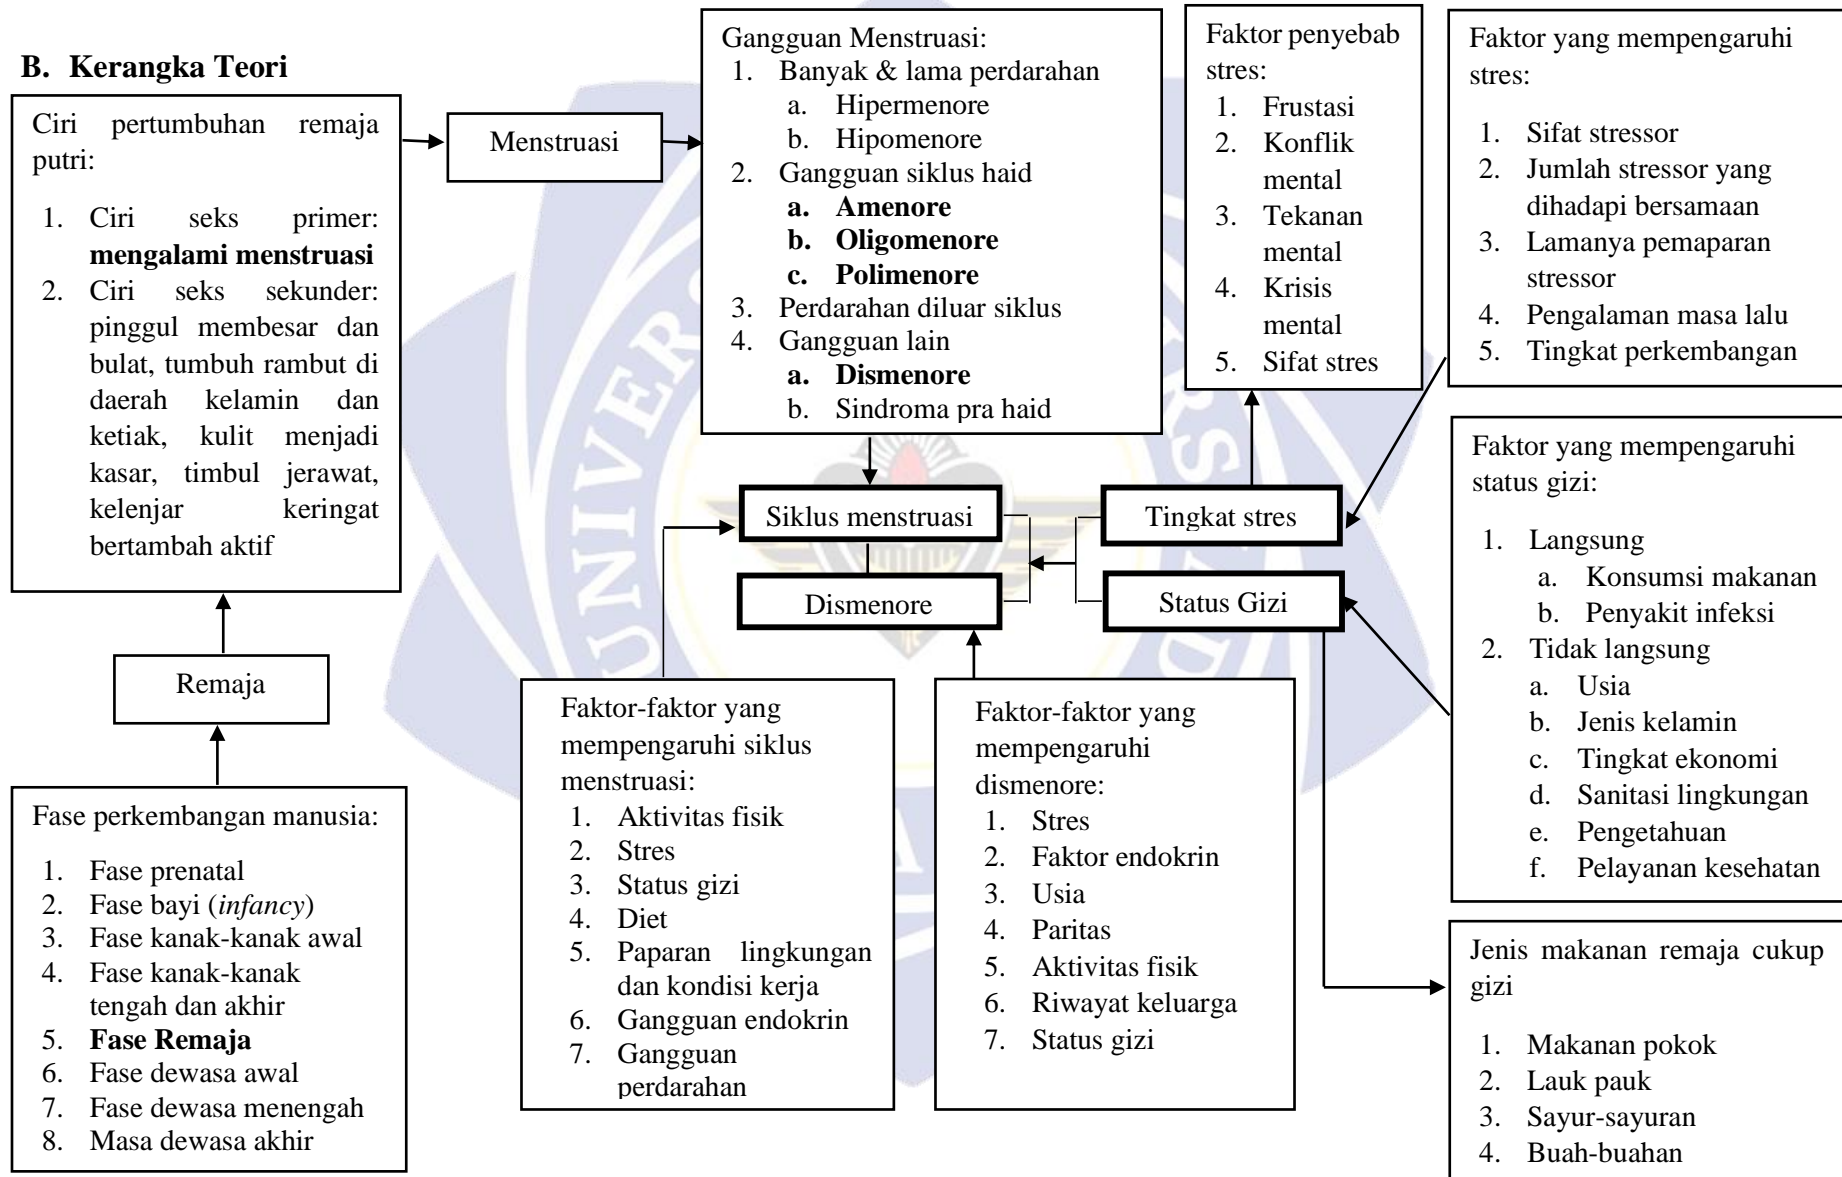 B. Kerangka Teori
Ciri pertumbuhan remaja
putri:
1. Ciri seks primer:
mengalami menstruasi
2. Ciri seks sekunder:
pinggul membesar dan
bulat, tumbuh rambut di
daerah kelamin dan
ketiak, kulit menjadi
kasar, timbul jerawat,
kelenjar keringat
bertambah aktif
Menstruasi
Gangguan Menstruasi:
1. Banyak & lama perdarahan
a. Hipermenore
b. Hipomenore
2. Gangguan siklus haid
a. Amenore
b. Oligomenore
c. Polimenore
3. Perdarahan diluar siklus
4. Gangguan lain
a. Dismenore
b. Sindroma pra haid
Faktor penyebab
stres:
1. Frustasi
2. Konflik
mental
3. Tekanan
mental
4. Krisis
mental
5. Sifat stres
Faktor yang mempengaruhi
stres:
1. Sifat stressor
2. Jumlah stressor yang
dihadapi bersamaan
3. Lamanya pemaparan
stressor
4. Pengalaman masa lalu
5. Tingkat perkembangan
Siklus menstruasi
Tingkat stres
Dismenore
Status Gizi
Faktor yang mempengaruhi
status gizi:
1. Langsung
a. Konsumsi makanan
b. Penyakit infeksi
2. Tidak langsung
a. Usia
b. Jenis kelamin
c. Tingkat ekonomi
d. Sanitasi lingkungan
e. Pengetahuan
f. Pelayanan kesehatan
Remaja
Fase perkembangan manusia:
1. Fase prenatal
2. Fase bayi (infancy)
3. Fase kanak-kanak awal
4. Fase kanak-kanak
tengah dan akhir
5. Fase Remaja
6. Fase dewasa awal
7. Fase dewasa menengah
8. Masa dewasa akhir
Faktor-faktor yang
mempengaruhi siklus
menstruasi:
1. Aktivitas fisik
2. Stres
3. Status gizi
4. Diet
5. Paparan lingkungan
dan kondisi kerja
6. Gangguan endokrin
7. Gangguan
perdarahan
Faktor-faktor yang
mempengaruhi
dismenore:
1. Stres
2. Faktor endokrin
3. Usia
4. Paritas
5. Aktivitas fisik
6. Riwayat keluarga
7. Status gizi
Jenis makanan remaja cukup
gizi
1. Makanan pokok
2. Lauk pauk
3. Sayur-sayuran
4. Buah-buahan